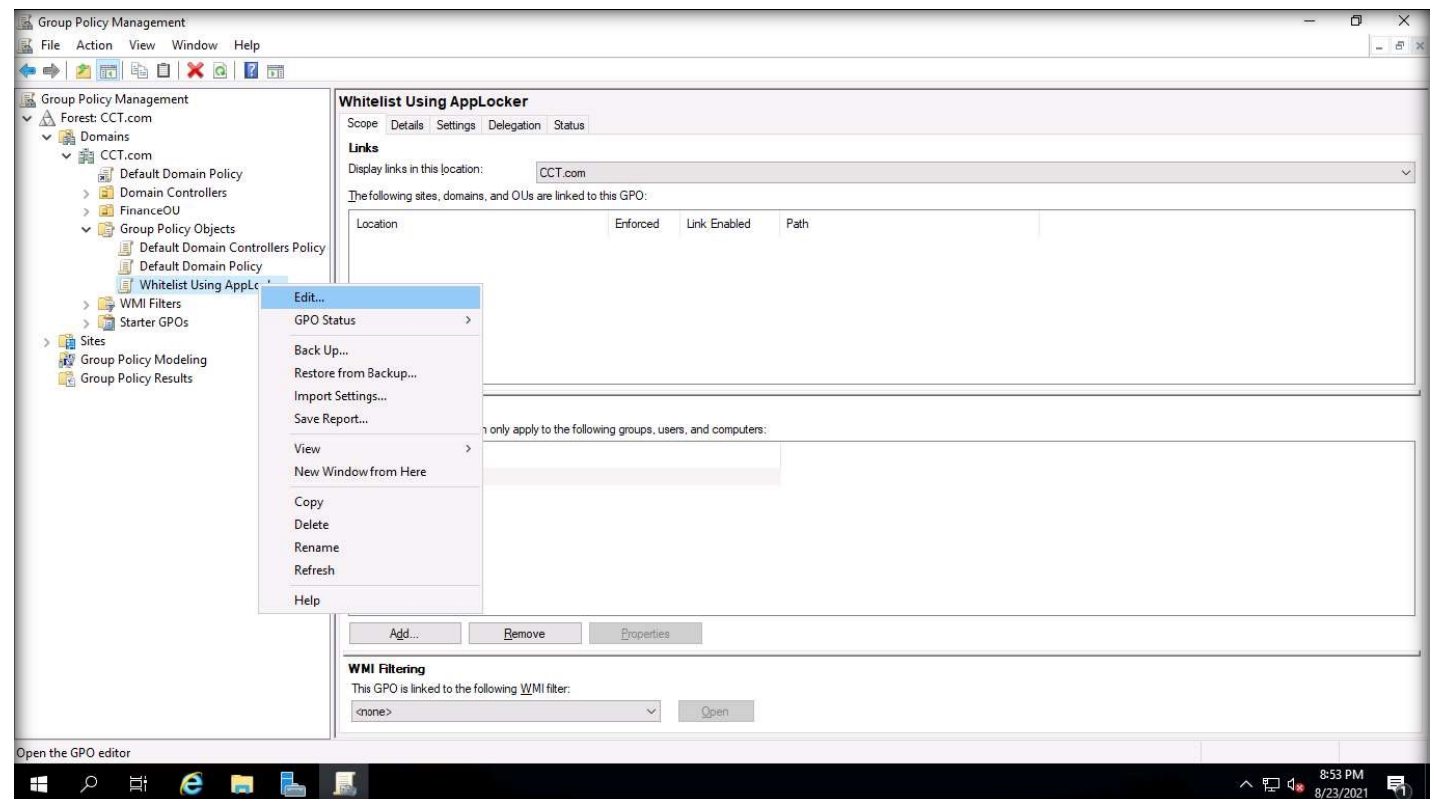 Group Policy Management
File Action View Window Help
Group Policy Management
Forest: CCT.com
Domains
CCT.com
Default Domain Policy
Domain Controllers
FinanceOU
Group Policy Objects
Default Domain Controllers Policy
Default Domain Policy
Whitelist Using AppLo
WMI Filters
Starter GPOs
Sites
Group Policy Modeling
Group Policy Results
Edit...
GPO Status
Back Up...
Restore from Backup...
Import Settings...
Save Report...
View
New Window from Here
Copy
Delete
Rename
Refresh
Help
Whitelist Using AppLocker
Scope Details Settings Delegation Status
Links
Display links in this location: CCT.com
The following sites, domains, and OUs are linked to this GPO:
Location Enforced Link Enabled Path
only apply to the following groups, users, and computers:
Add... Remove Properties
WMI Filtering
This GPO is linked to the following WMI filter:
<none> Open
Open the GPO editor
8:53 PM
8/23/2021
1